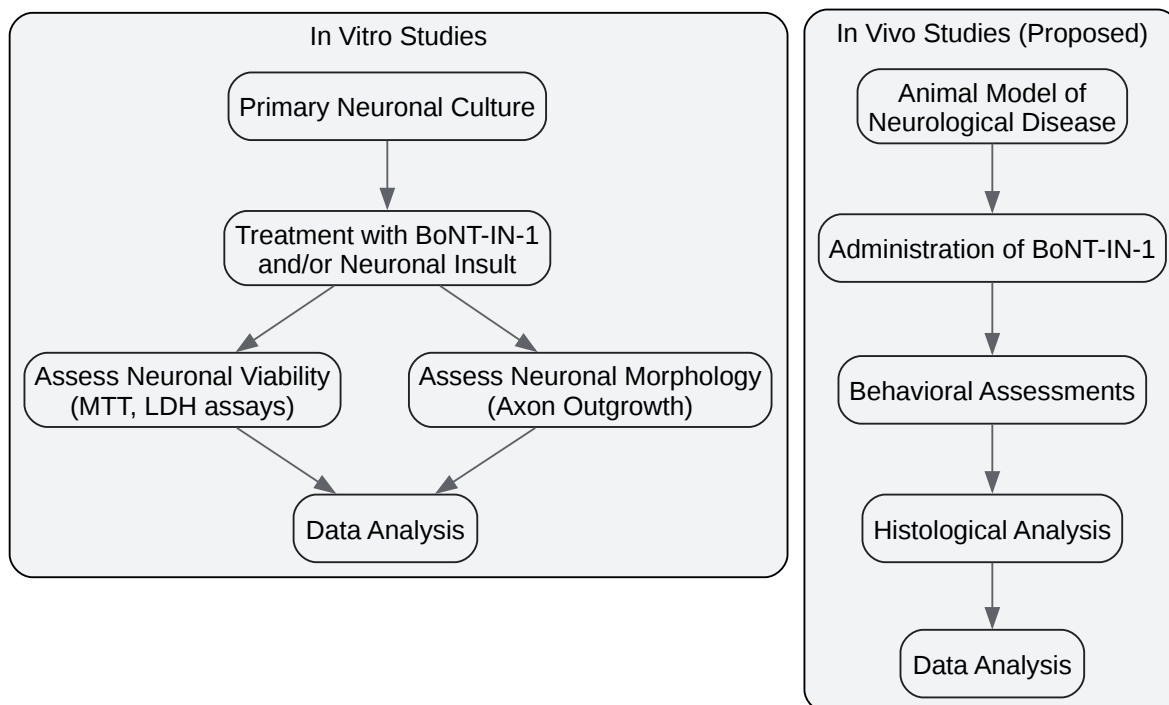 In Vitro Studies
Primary Neuronal Culture
Treatment with BoNT-IN-1
and/or Neuronal Insult
Assess Neuronal Viability
(MTT, LDH assays)
Assess Neuronal Morphology
(Axon Outgrowth)
Data Analysis
In Vivo Studies (Proposed)
Animal Model of
Neurological Disease
Administration of BoNT-IN-1
Behavioral Assessments
Histological Analysis
Data Analysis